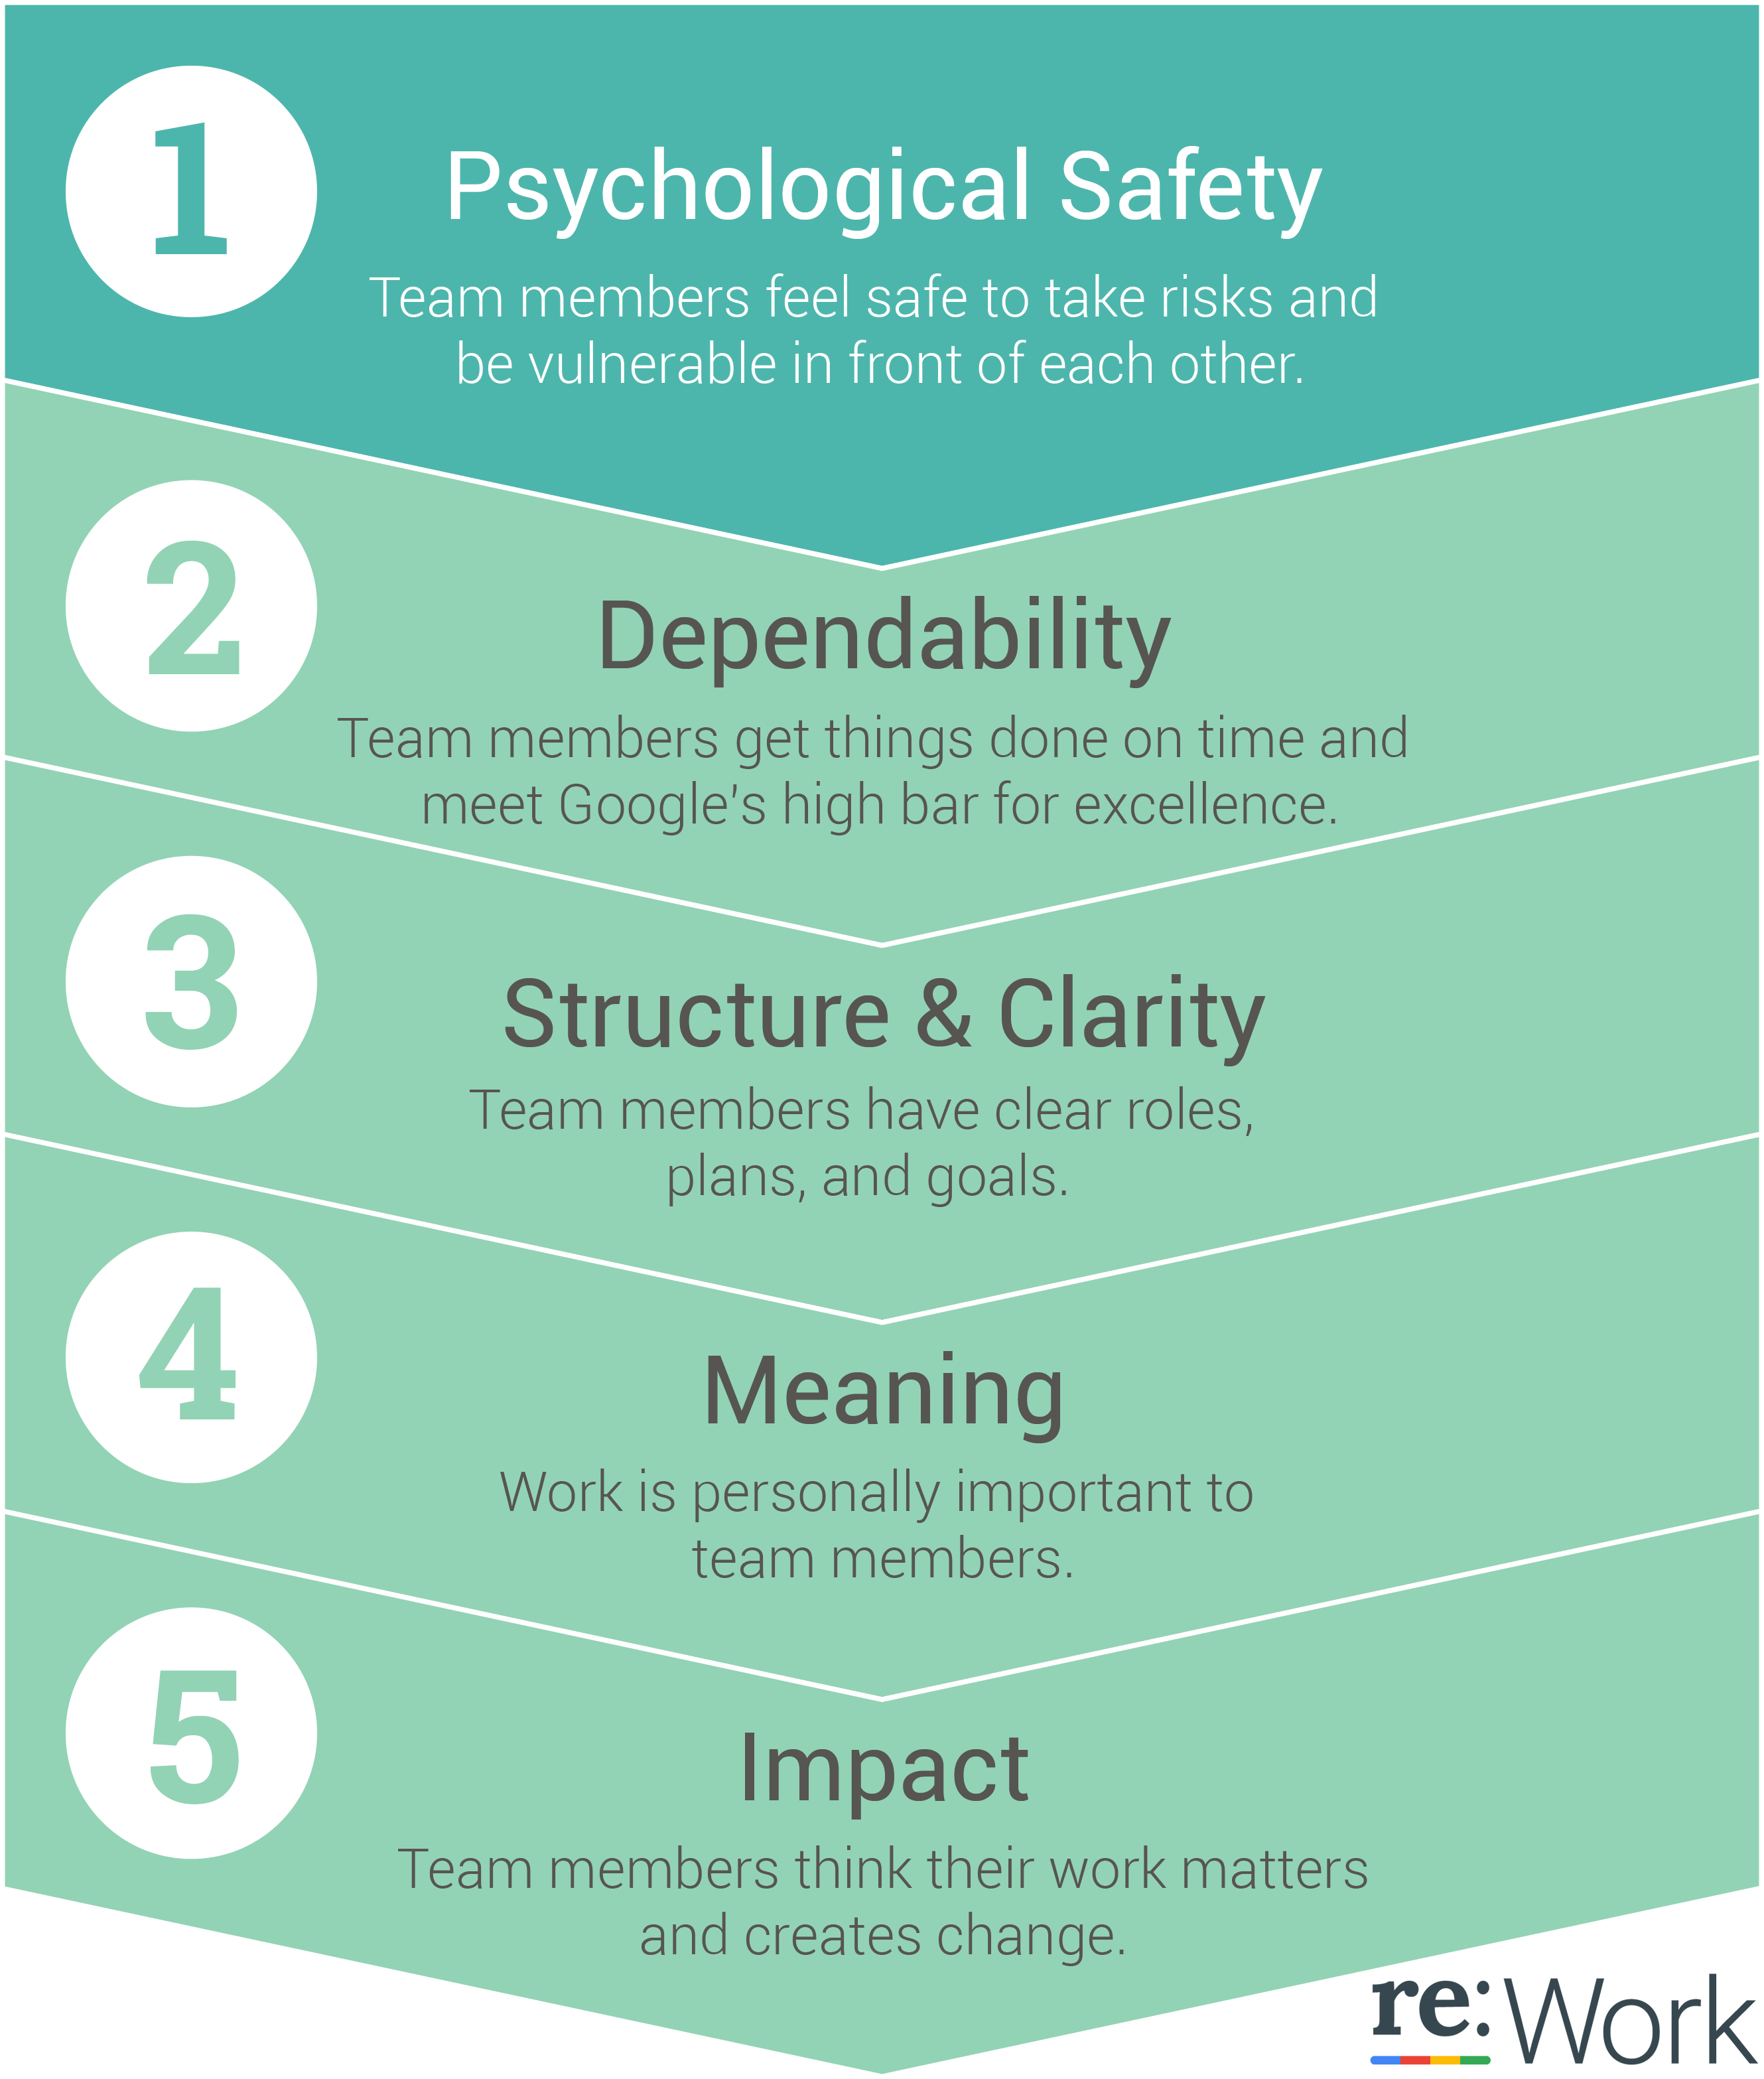 1
Psychological Safety
Team members feel safe to take risks and
be vulnerable in front of each other.
2
Dependability
Team members get things done on time and
meet Google's high bar for excellence.
3
Structure & Clarity
Team members have clear roles,
plans, and goals.
4
Meaning
Work is personally important to
team members.
5
Impact
Team members think their work matters
and creates change.
re:Work